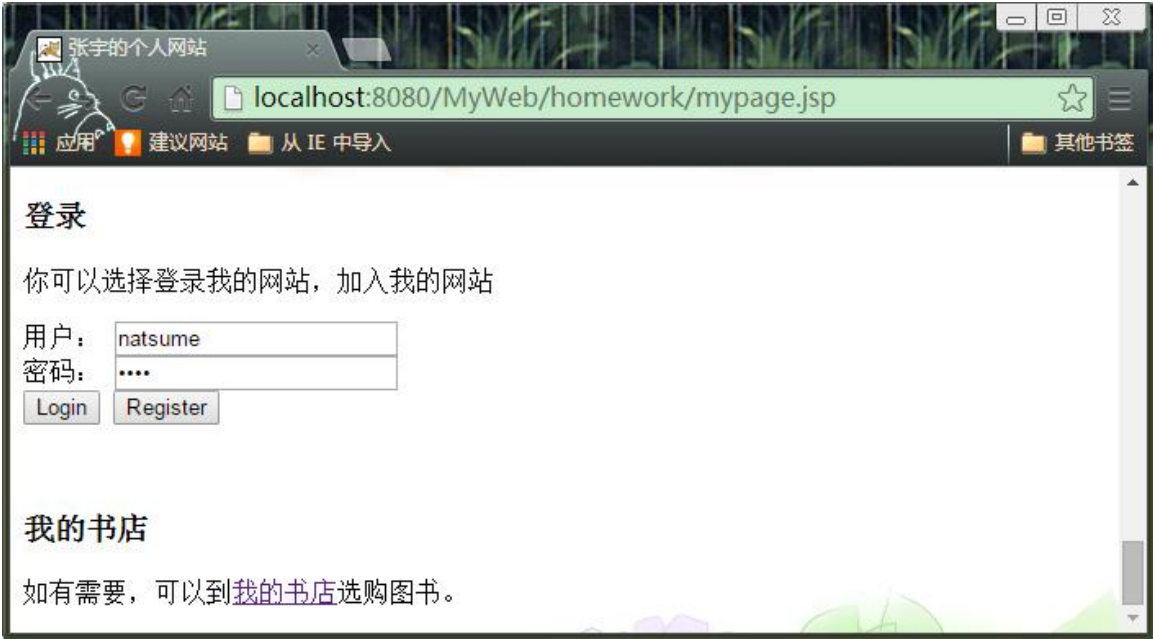 张宇的个人网站
localhost:8080/MyWeb/homework/mypage.jsp
应用 建议网站 从 IE 中导入 其他书签
登录
你可以选择登录我的网站，加入我的网站
用户： natsume
密码： ••••
Login Register
我的书店
如有需要，可以到我的书店选购图书。